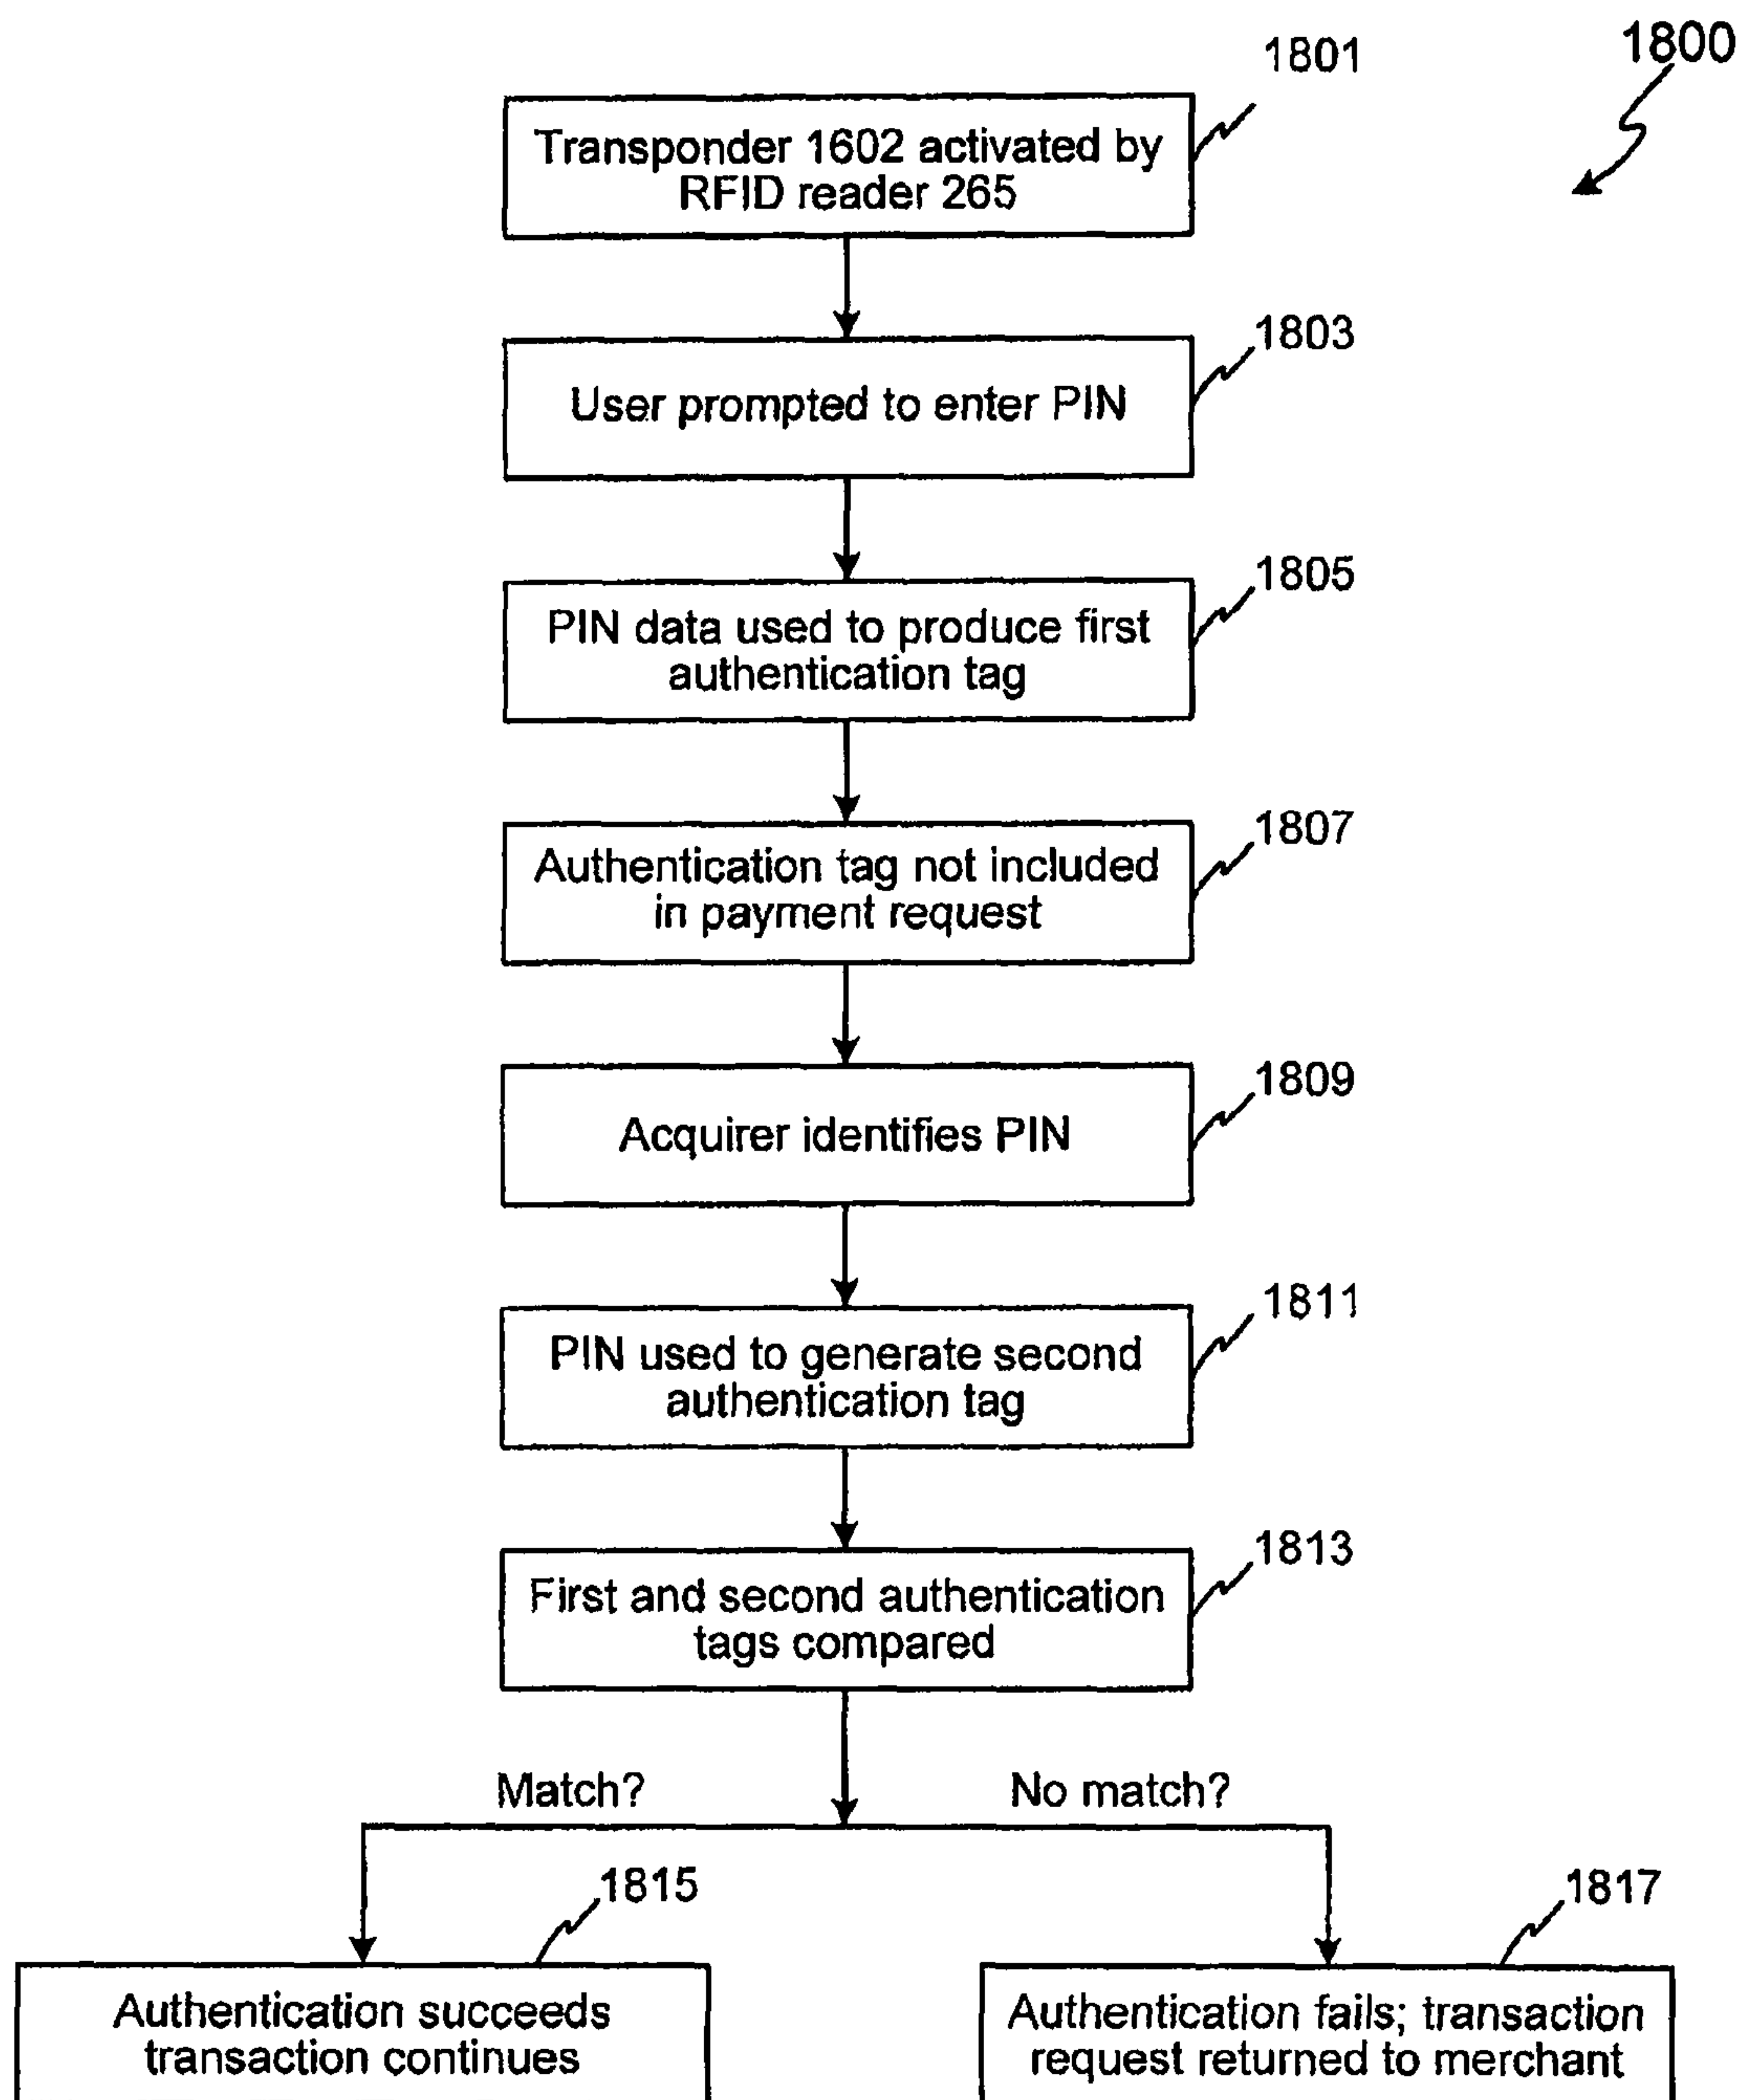 1800
1801
Transponder 1602 activated by
RFID reader 265
1803
User prompted to enter PIN
1805
PIN data used to produce first
authentication tag
1807
Authentication tag not included
in payment request
1809
Acquirer identifies PIN
1811
PIN used to generate second
authentication tag
1813
First and second authentication
tags compared
Match?
No match?
1815
Authentication succeeds
transaction continues
1817
Authentication fails; transaction
request returned to merchant